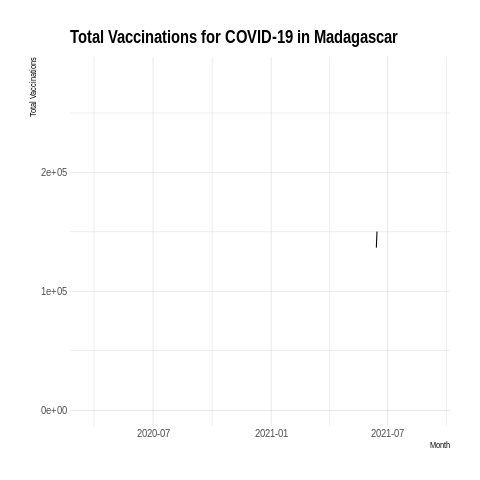 Total Vaccinations for COVID-19 in Madagascar
Total Vaccinations
2e+05
1e+05
0e+00
2020-07
2021-01
2021-07
Month